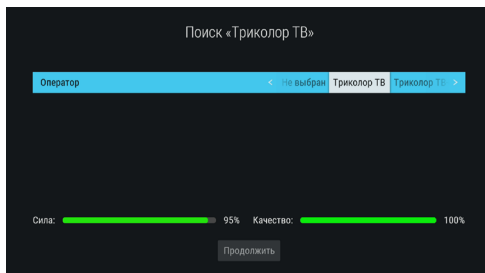 Поиск «Триколор ТВ»
Оператор < Не выбран Триколор ТВ Триколор ТВ >
Сила: 95% Качество: 100%
Продолжить